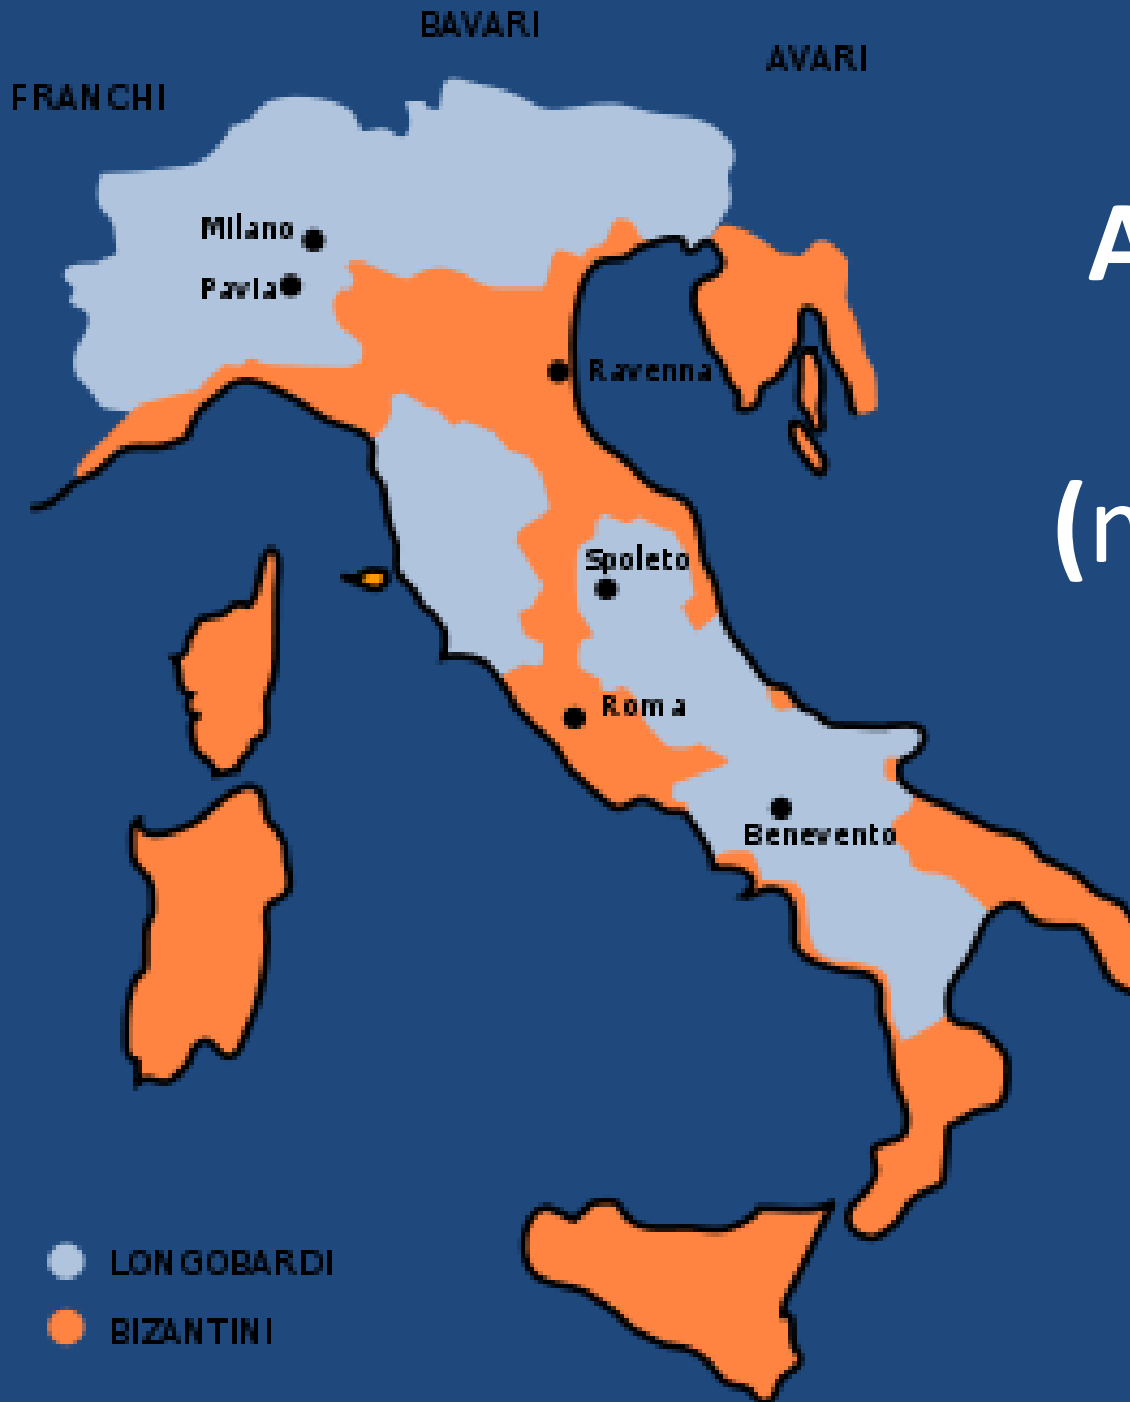 BAVARI
AVARI
FRANCHI
A
Milano
Pavia
Ravenna
(
Spoleto
Roma
Benevento
LONGOBARDI
BIZANTINI